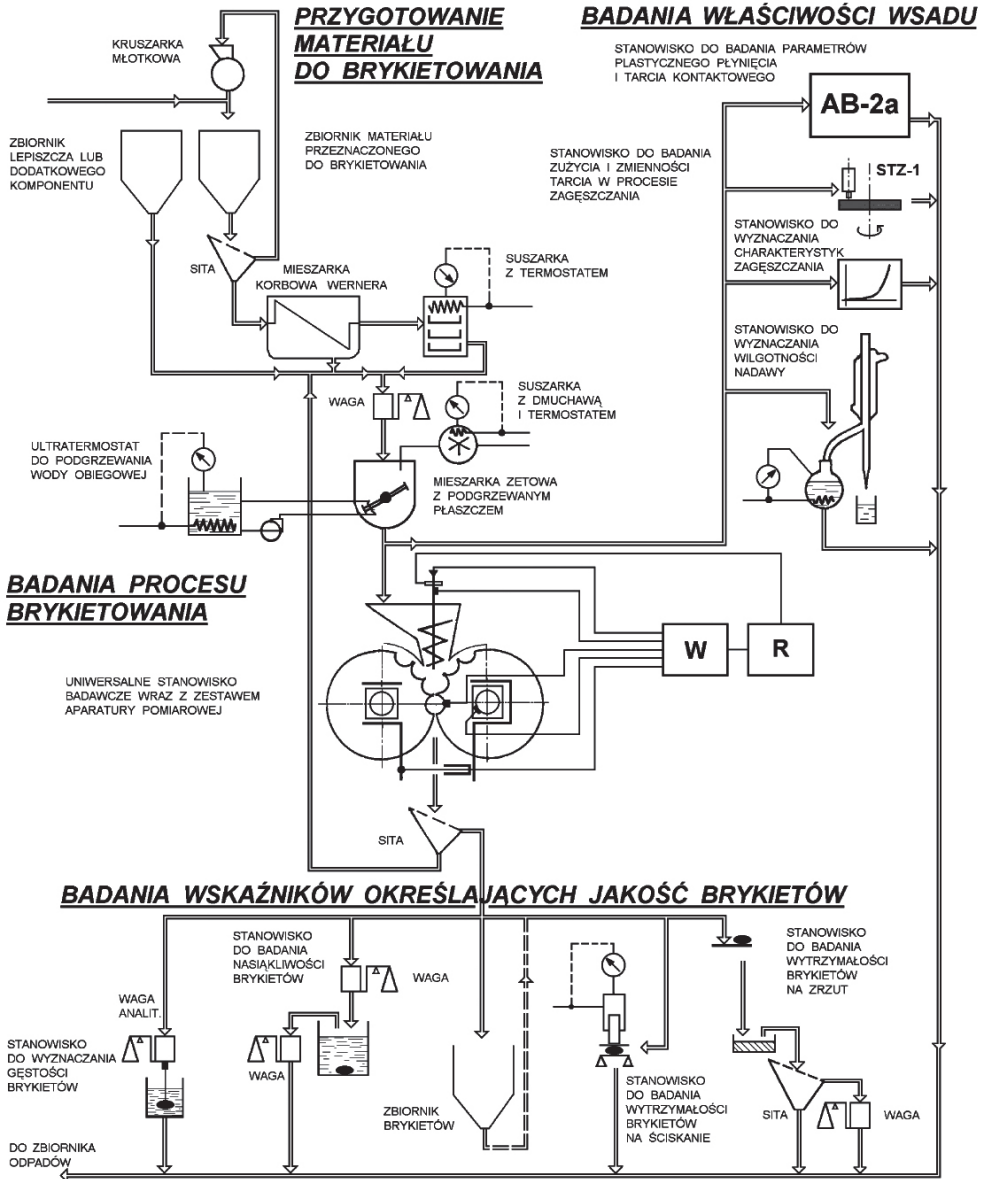 PRZYGOTOWANIE
MATERIAŁU
DO BRYKIETOWANIA
BADANIA WŁAŚCIWOŚCI WSADU
KRUSZARKA
MŁOTKOWA
STANOWISKO DO BADANIA PARAMETRÓW
PLASTYCZNEGO PŁYNIĘCIA
I TARCIA KONTAKTOWEGO
AB-2a
ZBIORNIK
LEPISZCZA LUB
DODATKOWEGO
KOMPONENTU
ZBIORNIK MATERIAŁU
PRZEZNACZONEGO
DO BRYKIETOWANIA
STANOWISKO DO BADANIA
ZUŻYCIA I ZMIENNOŚCI
TARCIA W PROCESIE
ZAGĘSZCZANIA
STZ-1
STANOWISKO DO
WYZNACZANIA
CHARAKTERYSTYK
ZAGĘSZCZANIA
SITA
MIESZARKA
KORBOWA WERNERA
SUSZARKA
Z TERMOSTATEM
STANOWISKO DO
WYZNACZANIA
WILGOTNOŚCI
NADAWY
WAGA
SUSZARKA
Z DMUCHAWĄ
I TERMOSTATEM
ULTRATERMOSTAT
DO PODGRZEWANIA
WODY OBIEGOWEJ
MIESZARKA ZETOWA
Z PODGRZEWANYM
PŁASZCZEM
BADANIA PROCESU
BRYKIETOWANIA
W
R
UNIWERSALNE STANOWISKO
BADAWCZE WRAZ Z ZESTAWEM
APARATURY POMIAROWEJ
SITA
BADANIA WSKAŹNIKÓW OKREŚLAJĄCYCH JAKOŚĆ BRYKIETÓW
STANOWISKO
DO BADANIA
NASIĄKLIWOŚCI
BRYKIETÓW
WAGA
STANOWISKO
DO BADANIA
WYTRZYMAŁOŚCI
BRYKIETÓW
NA ZRZUT
WAGA
ANALIT.
STANOWISKO
DO WYZNACZANIA
GĘSTOŚCI
BRYKIETÓW
WAGA
ZBIORNIK
BRYKIETÓW
STANOWISKO
DO BADANIA
WYTRZYMAŁOŚCI
BRYKIETÓW
NA ŚCISKANIE
SITA
WAGA
DO ZBIORNIKA
ODPADÓW